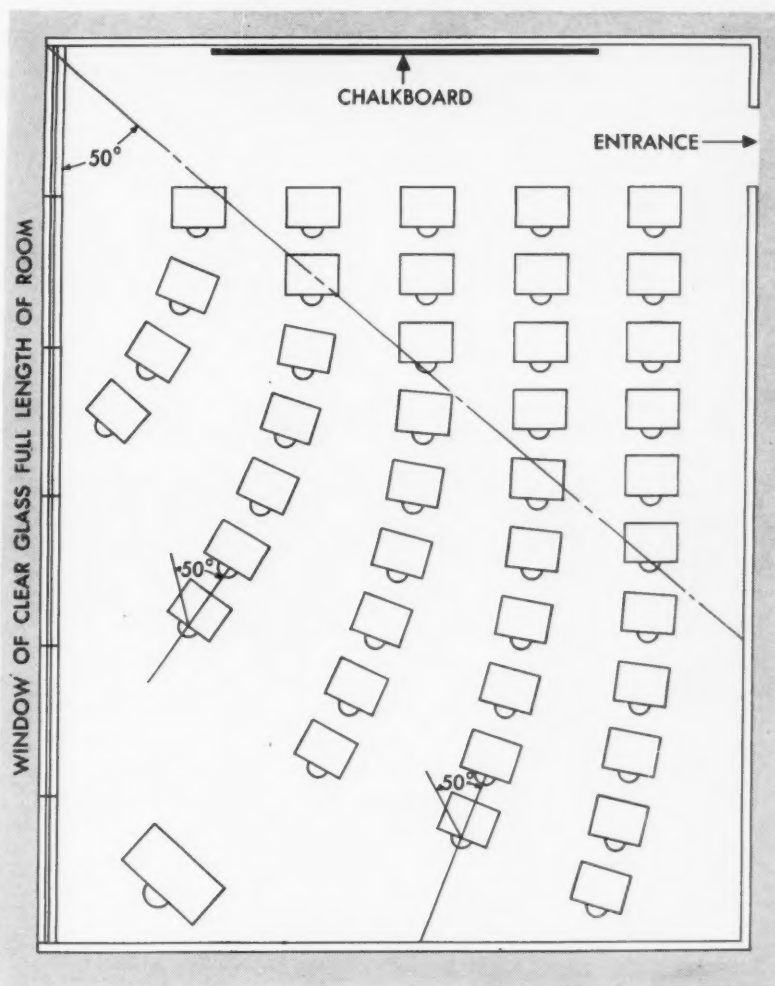 CHALKBOARD
ENTRANCE
50°
WINDOW OF CLEAR GLASS FULL LENGTH OF ROOM
50°
50°